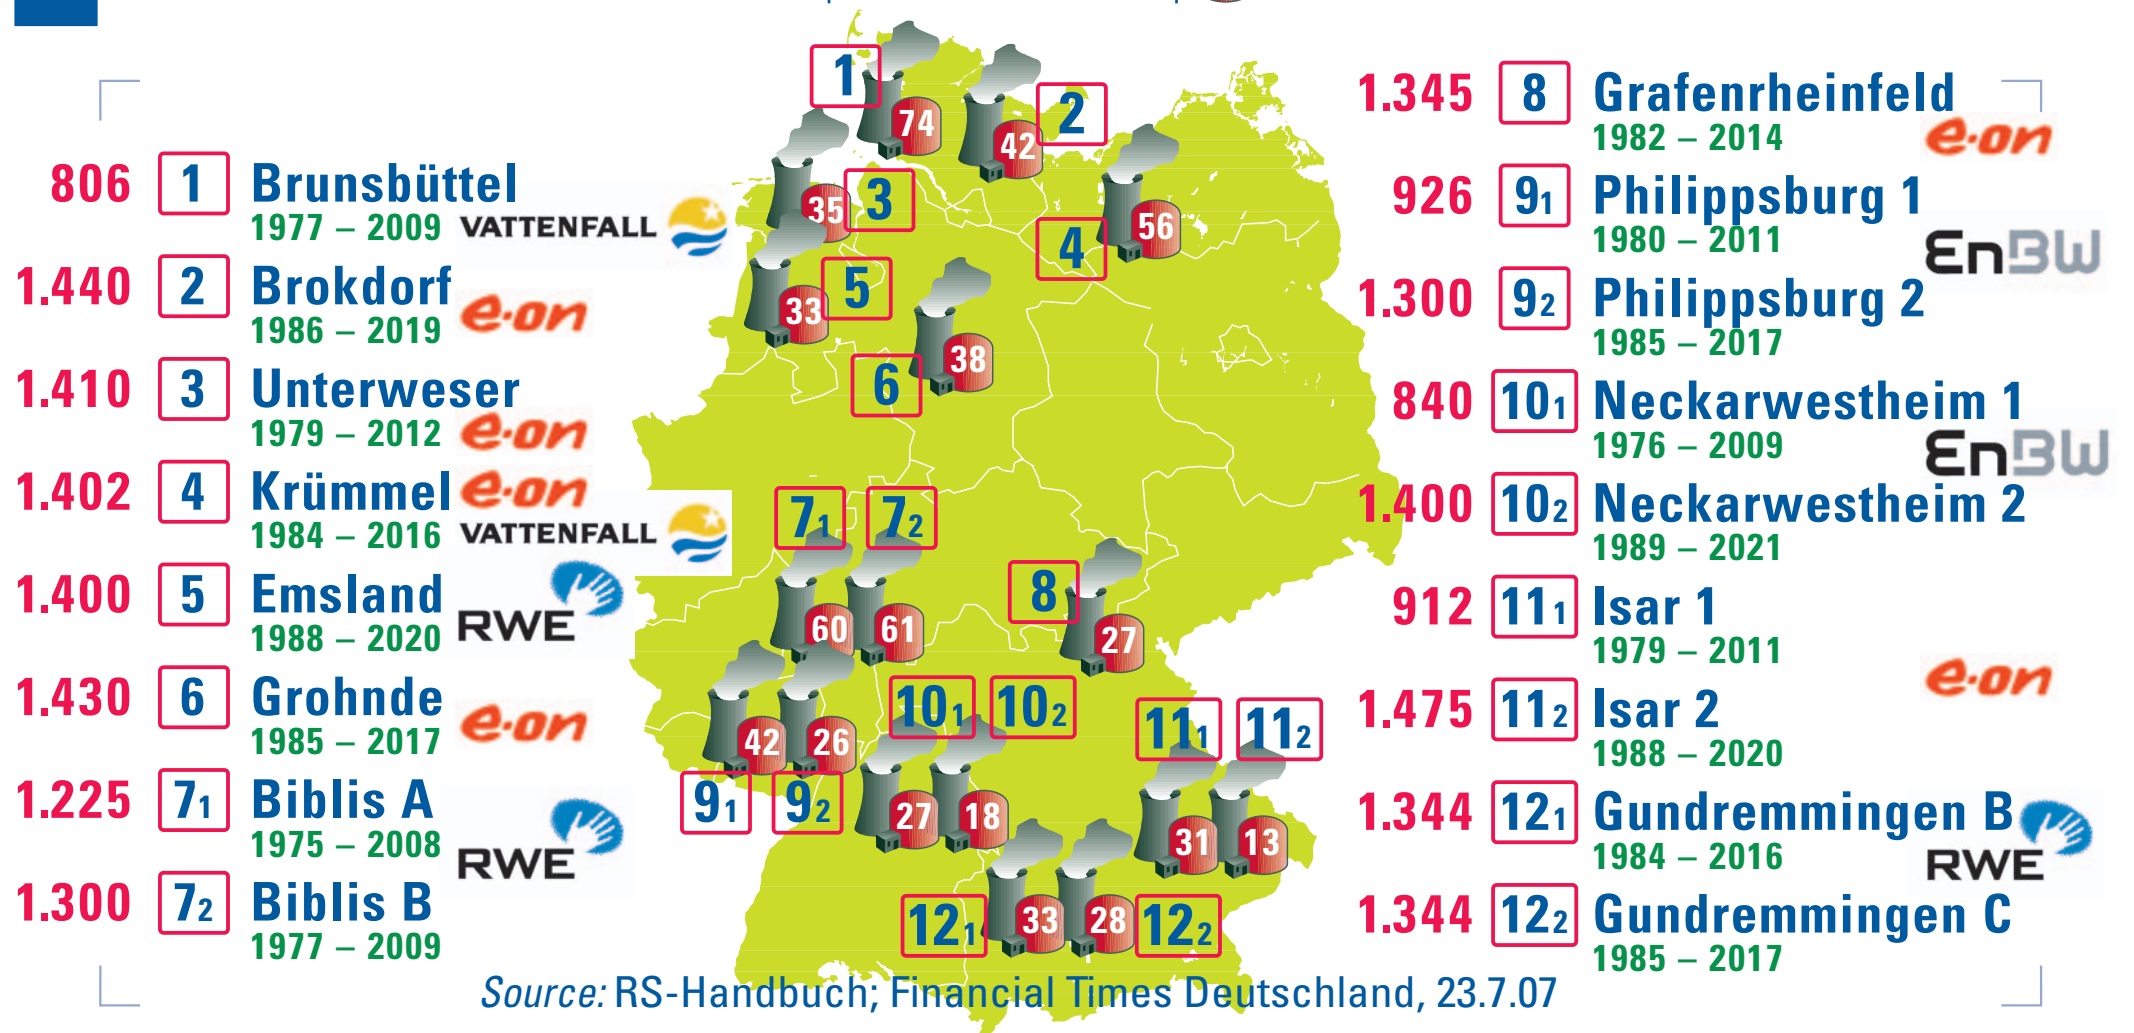 806 1 Brunsbüttel
1977 – 2009 VATTENFALL
1.440 2 Brokdorf
1986 – 2019 e·on
1.410 3 Unterweser
1979 – 2012 e·on
1.402 4 Krümmel e·on
1984 – 2016 VATTENFALL
1.400 5 Emsland
1988 – 2020 RWE
1.430 6 Grohnde
1985 – 2017 e·on
1.225 71 Biblis A
1975 – 2008 RWE
1.300 72 Biblis B
1977 – 2009
1 74
42 2
35 3
4 56
33 5
6 38
71 72
60 61
8 27
42 26
91 92
101 102
27 18
111 112
31 13
121 33 28 122
1.345 8 Grafenrheinfeld
1982 – 2014 e·on
926 91 Philippsburg 1
1980 – 2011 EnBW
1.300 92 Philippsburg 2
1985 – 2017
840 101 Neckarwestheim 1
1976 – 2009 EnBW
1.400 102 Neckarwestheim 2
1989 – 2021
912 111 Isar 1
1979 – 2011 e·on
1.475 112 Isar 2
1988 – 2020
1.344 121 Gundremmingen B
1984 – 2016 RWE
1.344 122 Gundremmingen C
1985 – 2017
Source: RS-Handbuch; Financial Times Deutschland, 23.7.07